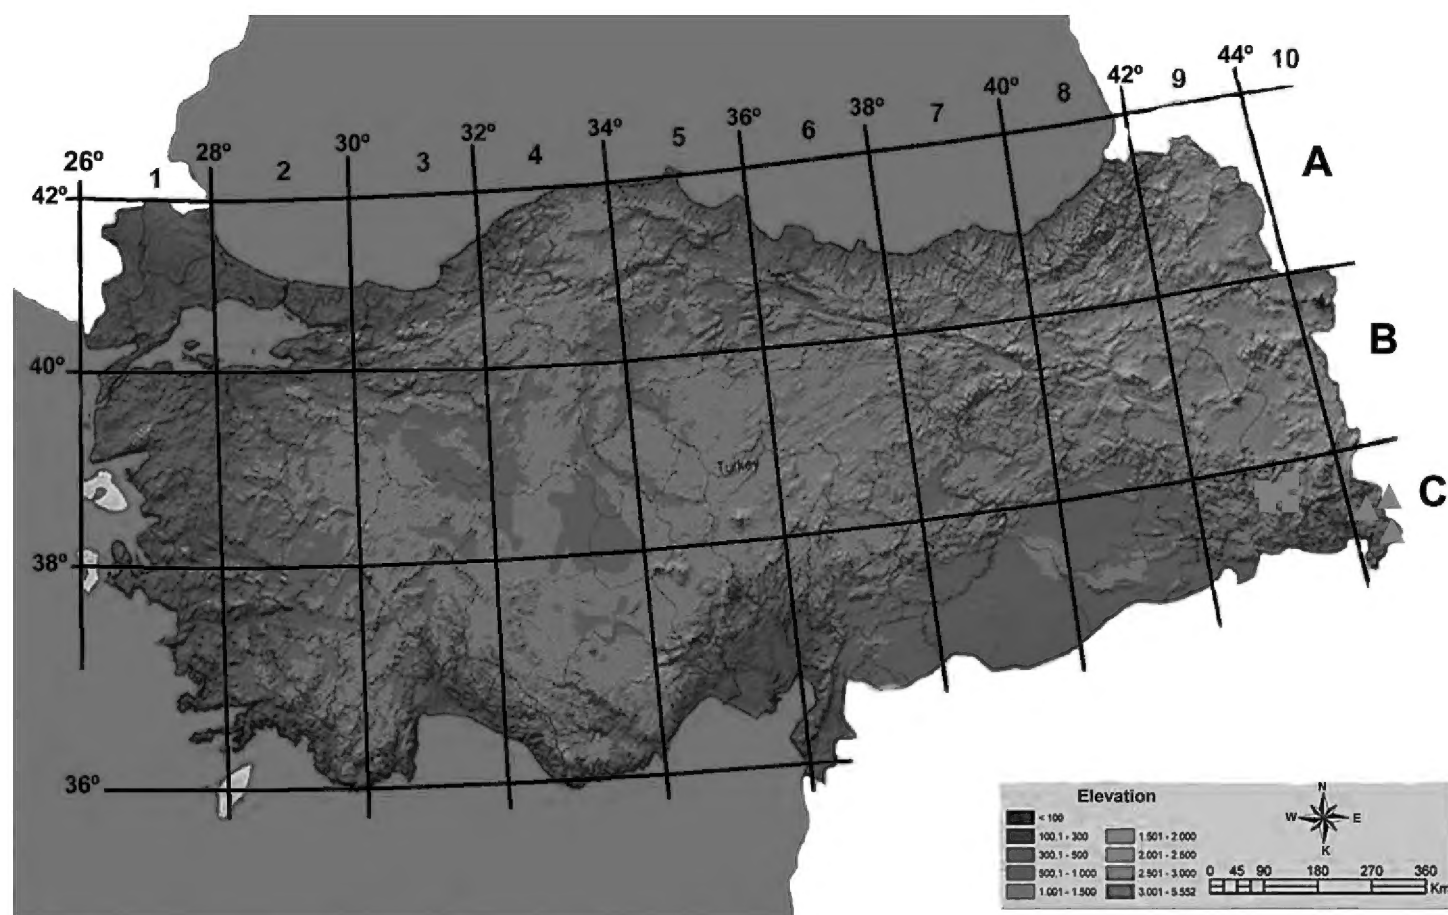 26º 28º 30º 32º 34º 36º 38º 40º 42º 44º
1 2 3 4 5 6 7 8 9 10
42º
40º
38º
36º
A
B
C
Turkey
Elevation
< 100
100.1 - 300
300.1 - 500
500.1 - 1.000
1.001 - 1.500
1.501 - 2.000
2.001 - 2.500
2.501 - 3.000
3.001 - 5.552
N
W E
K
0 45 90 180 270 360
Km